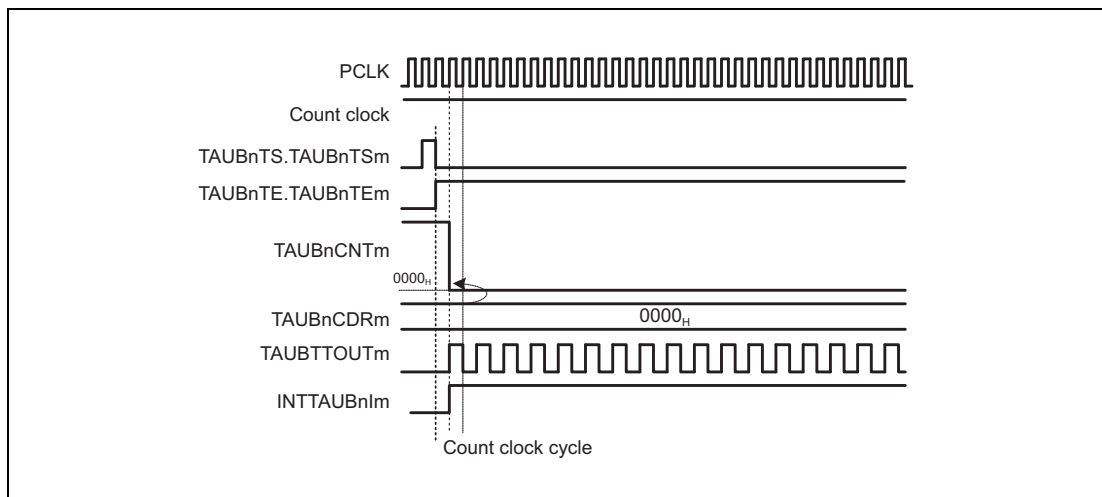 PCLK
Count clock
TAUBnTS.TAUBnTSm
TAUBnTE.TAUBnTEm
TAUBnCNTm
0000H
TAUBnCDRm
0000H
TAUBTTOUTm
INTTAUBnIm
Count clock cycle